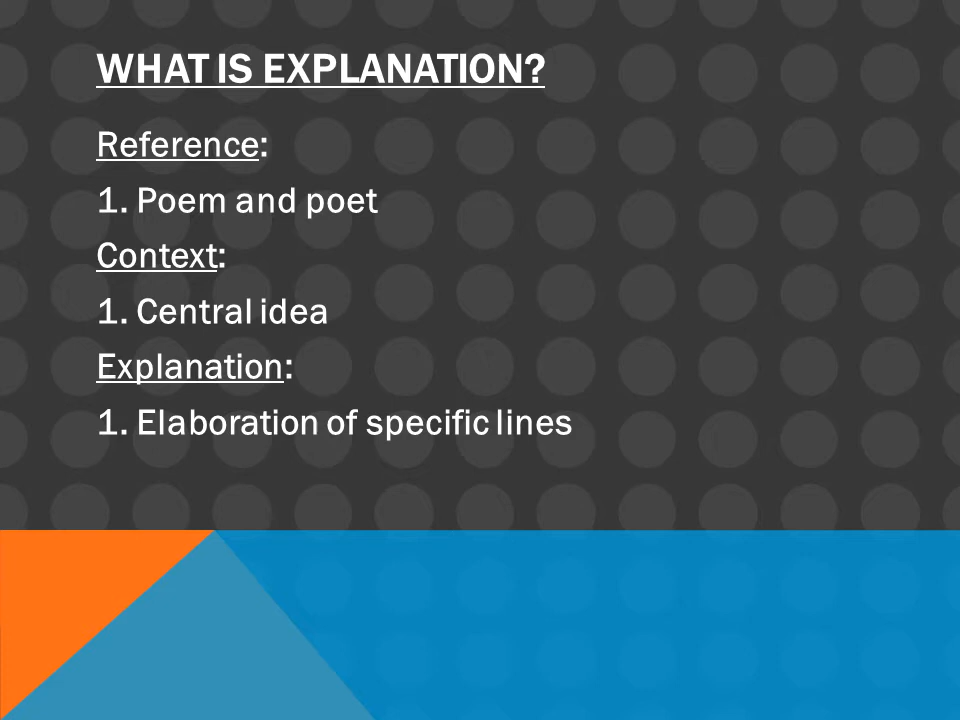 WHAT IS EXPLANATION?
Reference:
1. Poem and poet
Context:
1. Central idea
Explanation:
1. Elaboration of specific lines